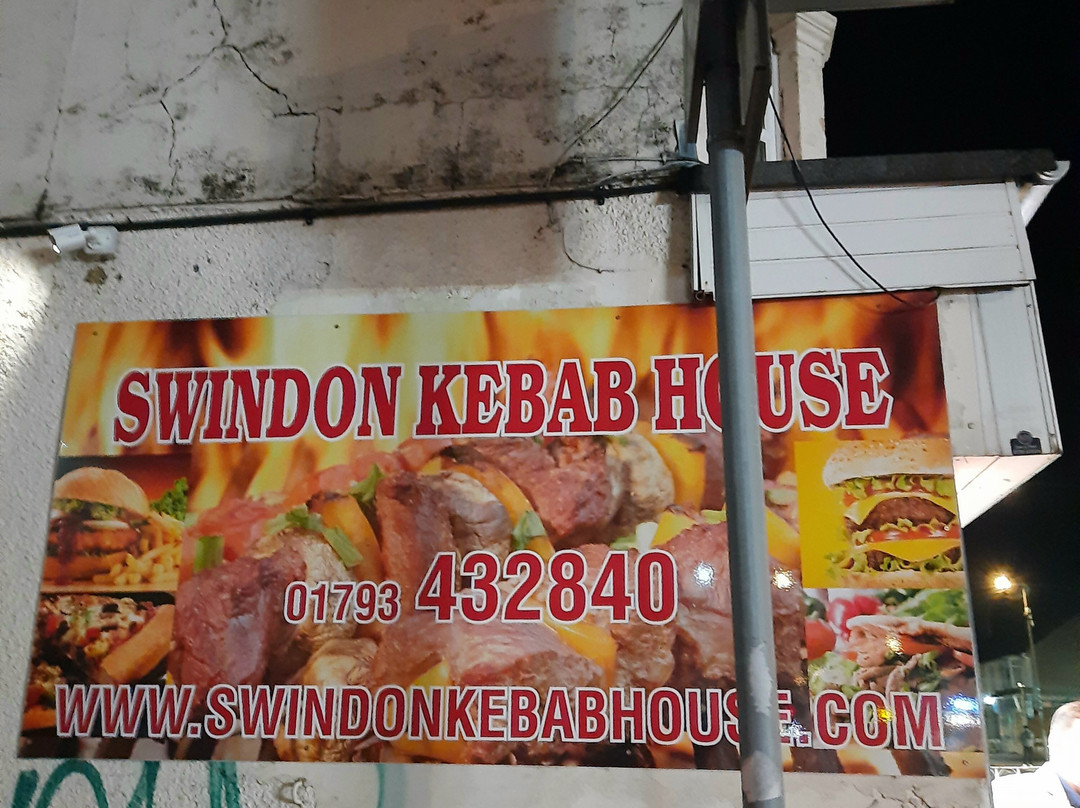 SWINDON KEBAB HOUSE
01793 432840
WWW.SWINDONKEBABHOUSE.COM